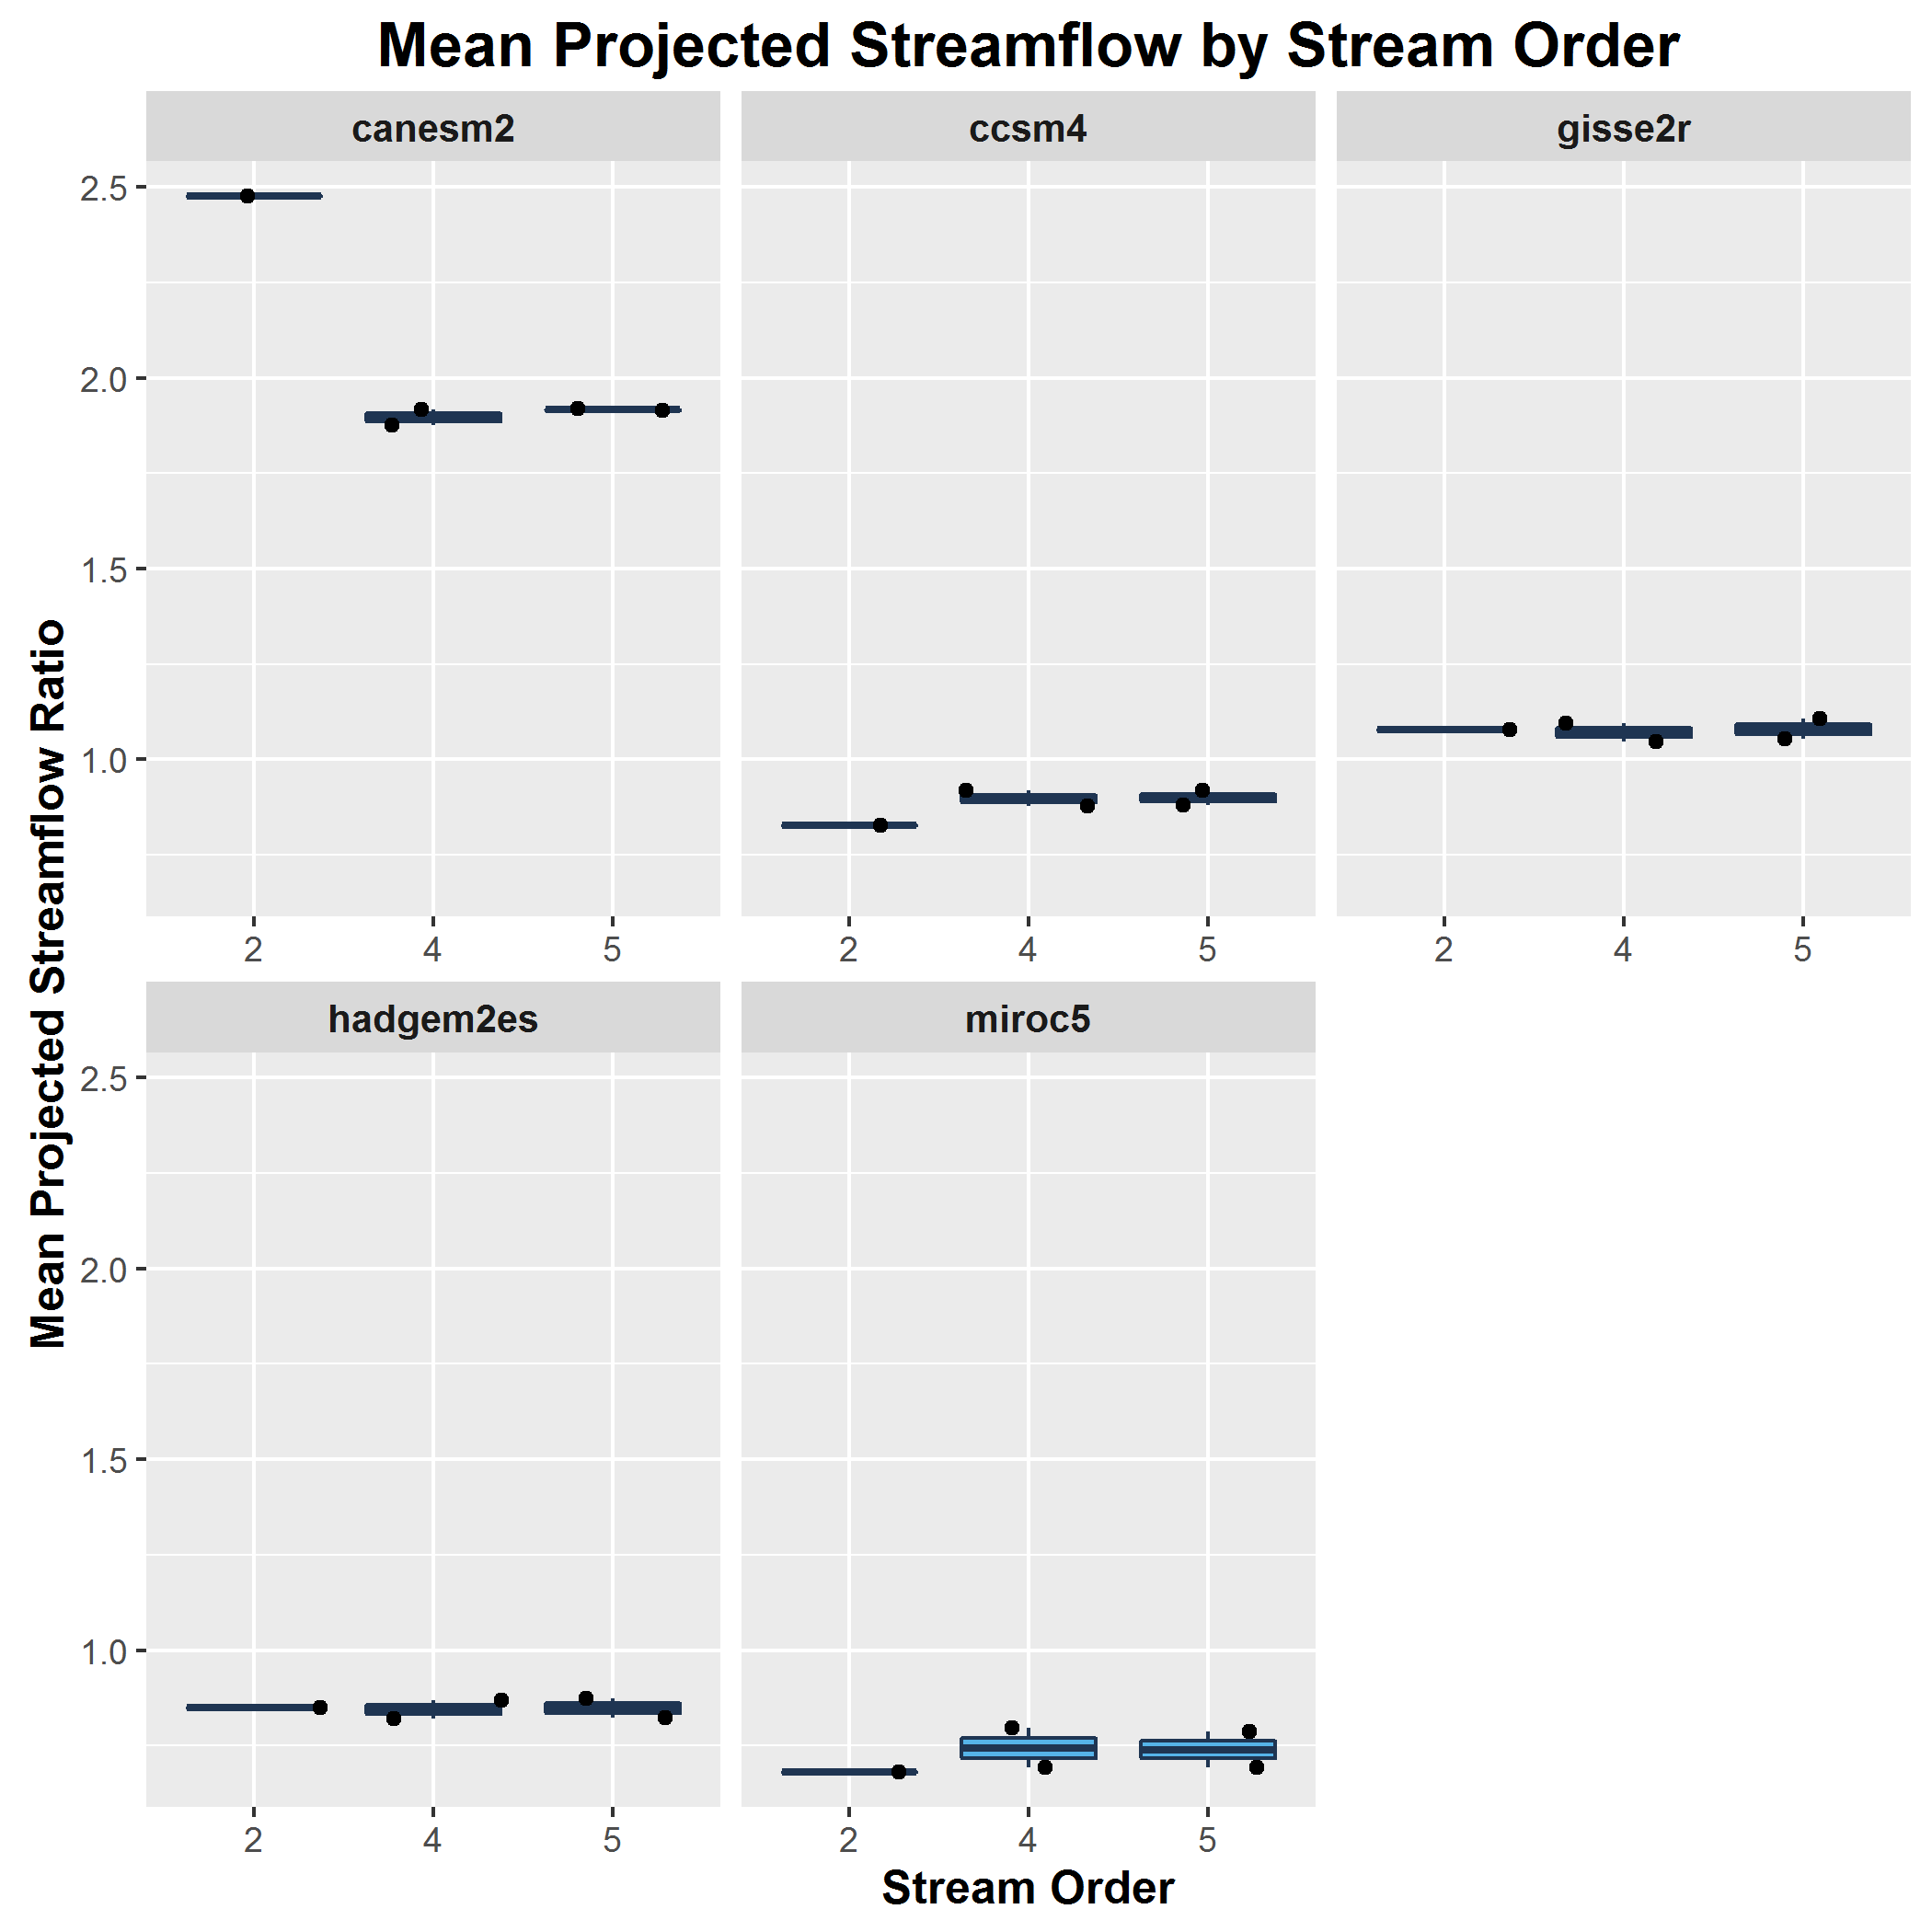 Mean Projected Streamflow by Stream Order
canesm2 ccsm4 gisse2r
Mean Projected Streamflow Ratio
2.5
2.0
1.5
1.0
2 4 5 2 4 5 2 4 5
hadgem2es miroc5
2.5
2.0
1.5
1.0
2 4 5 2 4 5
Stream Order